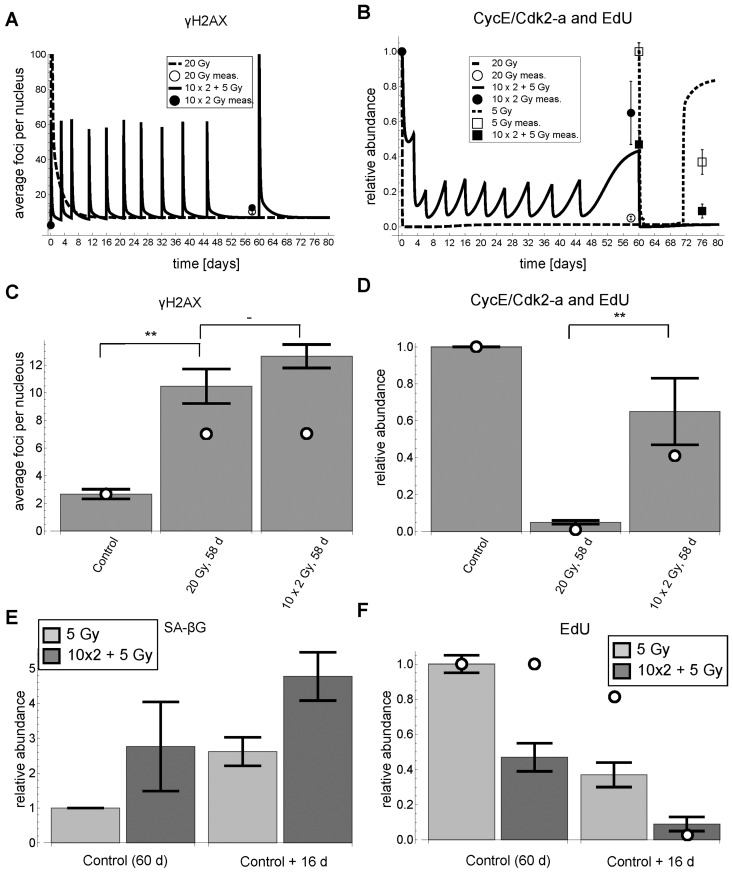 A
γH2AX
average foci per nucleus
100
80
60
40
20
20 Gy
20 Gy meas.
10 x 2 + 5 Gy
10 x 2 Gy meas.
0 4 8 12 16 20 24 28 32 36 40 44 48 52 56 60 64 68 72 76 80
time [days]
B
CycE/Cdk2-a and EdU
relative abundance
1.0
0.8
0.6
0.4
0.2
0.0
20 Gy
20 Gy meas.
10 x 2 + 5 Gy
10 x 2 Gy meas.
5 Gy
5 Gy meas.
10 x 2 + 5 Gy meas.
0 4 8 12 16 20 24 28 32 36 40 44 48 52 56 60 64 68 72 76 80
time [days]
C
γH2AX
average foci per nucleous
12
10
8
6
4
2
0
**
-
Control
20 Gy, 58 d
10 x 2 Gy, 58 d
D
CycE/Cdk2-a and EdU
relative abundance
1.0
0.8
0.6
0.4
0.2
0.0
**
Control
20 Gy, 58 d
10 x 2 Gy, 58 d
E
SA-βG
5 Gy
10x2 + 5 Gy
relative abundance
5
4
3
2
1
0
Control (60 d)
Control + 16 d
F
EdU
5 Gy
10x2 + 5 Gy
relative abundance
1.0
0.8
0.6
0.4
0.2
0.0
Control (60 d)
Control + 16 d